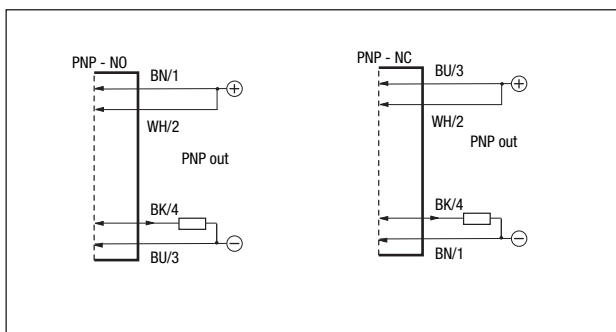 PNP - NO
BN/1
+
WH/2
PNP out
BK/4
−
BU/3
PNP - NC
BU/3
+
WH/2
PNP out
BK/4
−
BN/1